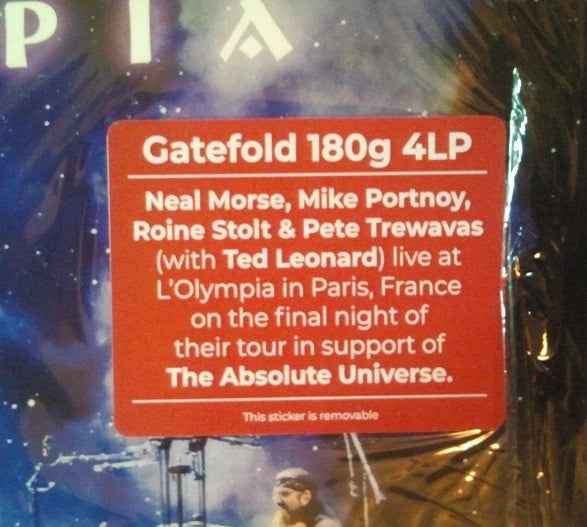 PIA
Gatefold 180g 4LP
Neal Morse, Mike Portnoy,
Roine Stolt & Pete Trewavas
(with Ted Leonard) live at
L'Olympia in Paris, France
on the final night of
their tour in support of
The Absolute Universe.
This sticker is removable